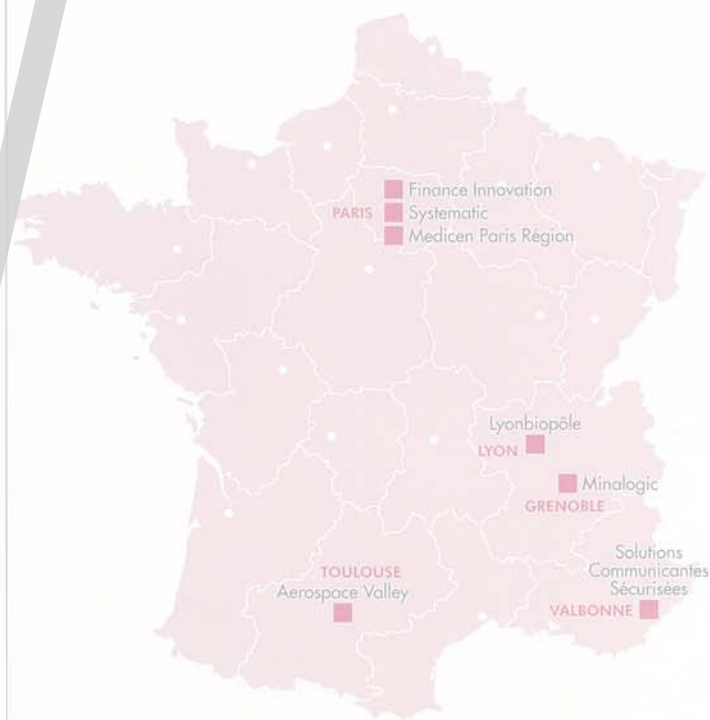 Finance Innovation
PARIS Systematic
Medicen Paris Région
Lyonbiopôle
LYON
Minalogic
GRENOBLE
TOULOUSE
Aerospace Valley
Solutions
Communicantes
Sécurisées
VALBONNE